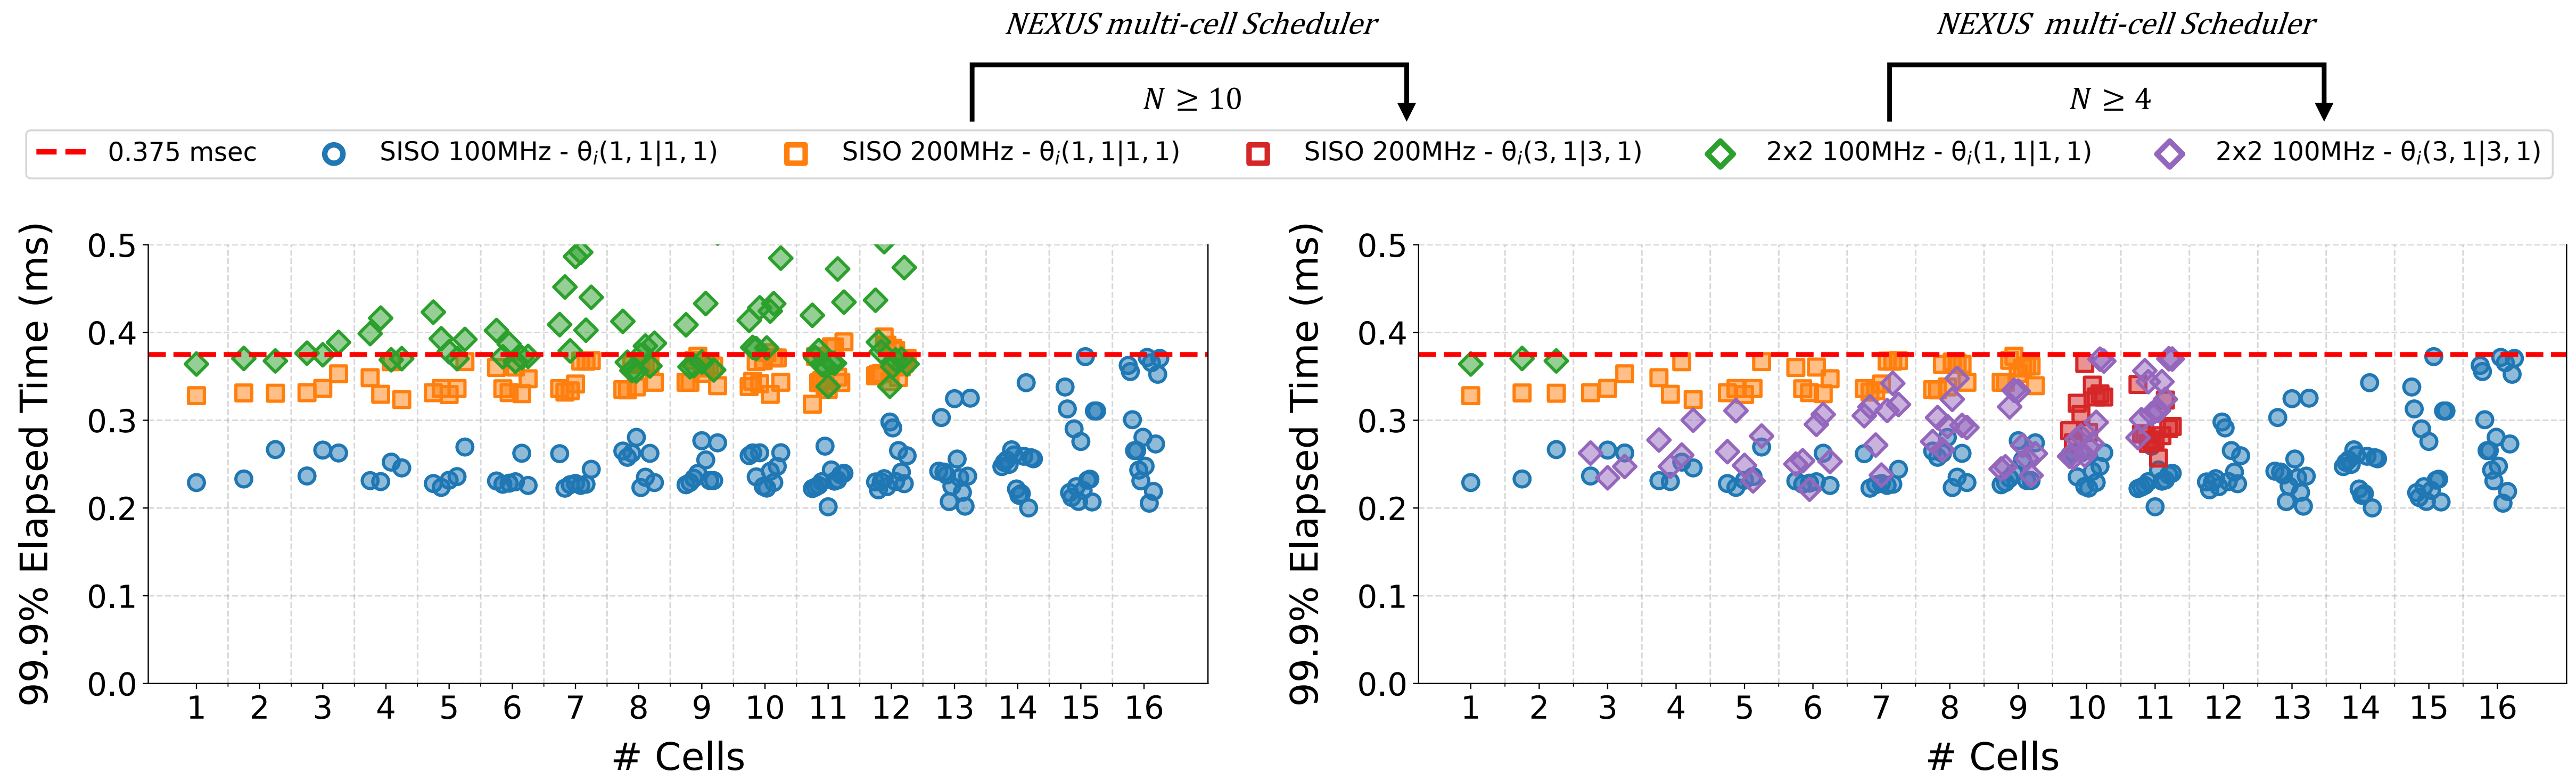 NEXUS multi-cell Scheduler
NEXUS multi-cell Scheduler
N ≥ 10
N ≥ 4
0.375 msec
SISO 100MHz - θᵢ(1, 1|1, 1)
SISO 200MHz - θᵢ(1, 1|1, 1)
SISO 200MHz - θᵢ(3, 1|3, 1)
2x2 100MHz - θᵢ(1, 1|1, 1)
2x2 100MHz - θᵢ(3, 1|3, 1)
99.9% Elapsed Time (ms)
0.5
0.4
0.3
0.2
0.1
0.0
1 2 3 4 5 6 7 8 9 10 11 12 13 14 15 16
# Cells
99.9% Elapsed Time (ms)
0.5
0.4
0.3
0.2
0.1
0.0
1 2 3 4 5 6 7 8 9 10 11 12 13 14 15 16
# Cells